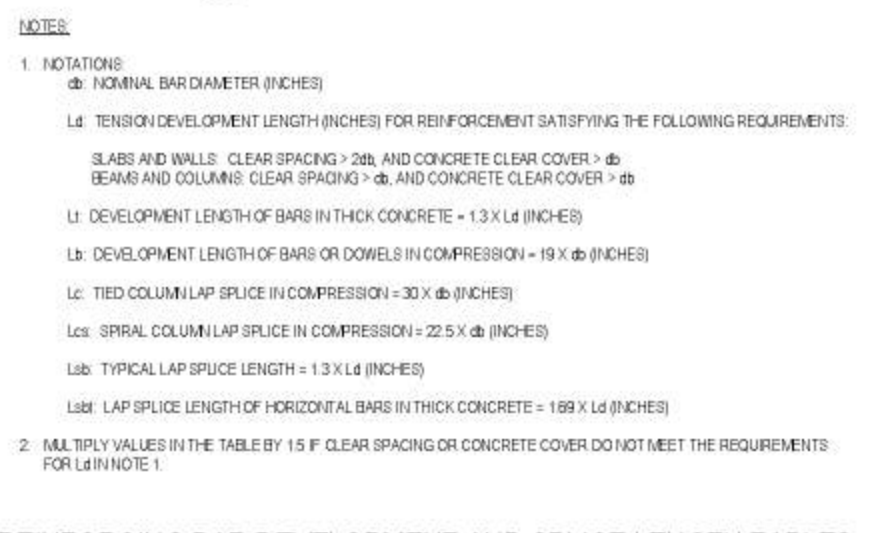 NOTES:
1. NOTATIONS:
db: NOMINAL BAR DIAMETER (INCHES)
Ld: TENSION DEVELOPMENT LENGTH (INCHES) FOR REINFORCEMENT SATISFYING THE FOLLOWING REQUIREMENTS:
SLABS AND WALLS: CLEAR SPACING > 2db, AND CONCRETE CLEAR COVER > db
BEAMS AND COLUMNS: CLEAR SPACING > db, AND CONCRETE CLEAR COVER > db
Lt: DEVELOPMENT LENGTH OF BARS IN THICK CONCRETE = 1.3 X Ld (INCHES)
Lb: DEVELOPMENT LENGTH OF BARS OR DOWELS IN COMPRESSION = 19 X db (INCHES)
Lc: TIED COLUMN LAP SPLICE IN COMPRESSION = 30 X db (INCHES)
Lcs: SPIRAL COLUMN LAP SPLICE IN COMPRESSION = 22.5 X db (INCHES)
Lsb: TYPICAL LAP SPLICE LENGTH = 1.3 X Ld (INCHES)
Lsbt: LAP SPLICE LENGTH OF HORIZONTAL BARS IN THICK CONCRETE = 1.69 X Ld (INCHES)
2. MULTIPLY VALUES IN THE TABLE BY 1.5 IF CLEAR SPACING OR CONCRETE COVER DO NOT MEET THE REQUIREMENTS
FOR Ld IN NOTE 1.